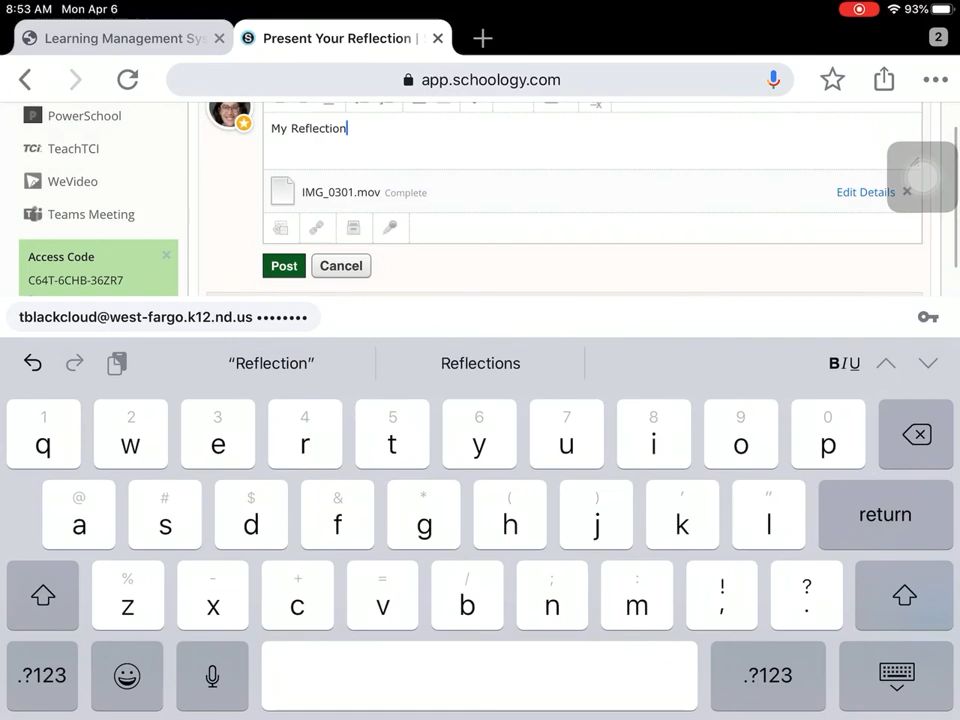 8:53 AM Mon Apr 6
93%
Learning Management Sys
Present Your Reflection | S
2
app.schoology.com
PowerSchool
TCi TeachTCI
WeVideo
Teams Meeting
Access Code
C64T-6CHB-36ZR7
My Reflection
IMG_0301.mov Complete
Edit Details
Post
Cancel
tblackcloud@west-fargo.k12.nd.us ••••••••
“Reflection”
Reflections
BIU
1 2 3 4 5 6 7 8 9 0
q w e r t y u i o p
@ # $ & * ( ) ' "
a s d f g h j k l return
% - + = / ; : ! ?
z x c v b n m , .
.?123
.?123